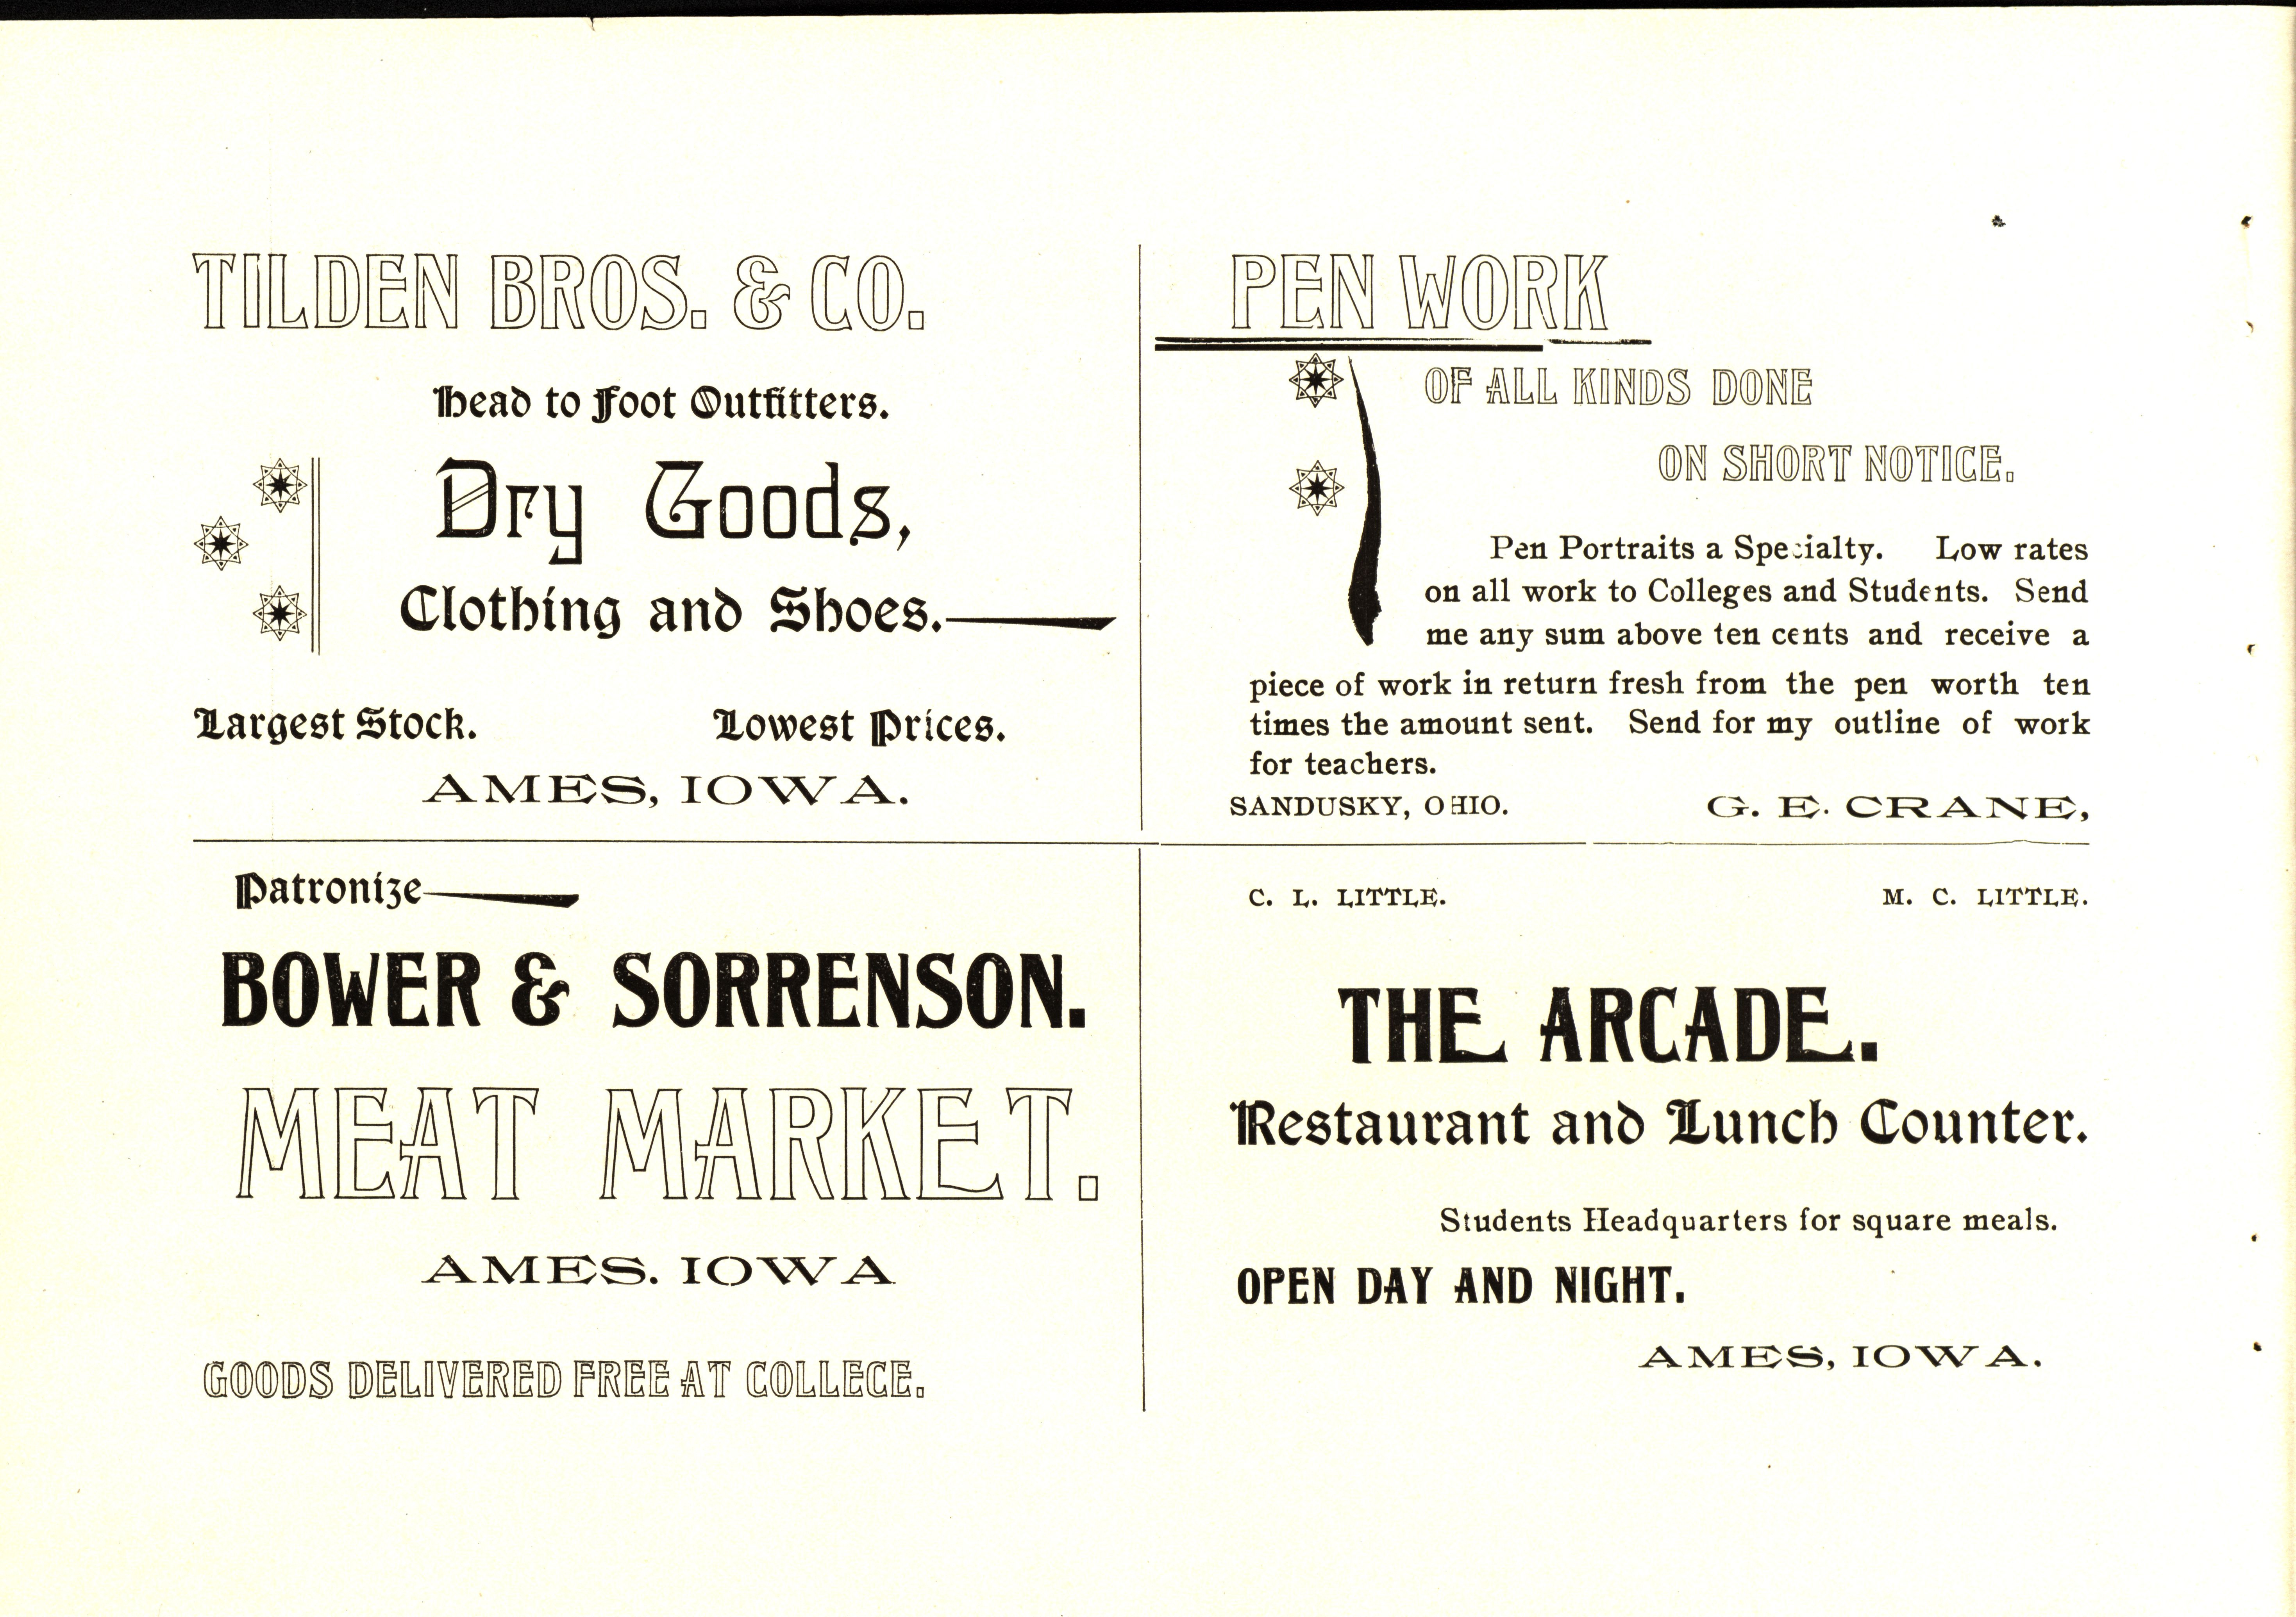 TILDEN BROS. & CO.
Head to Foot Outfitters.
Dry Goods,
Clothing and Shoes.
Largest Stock. Lowest Prices.
AMES, IOWA.
PEN WORK
OF ALL KINDS DONE
ON SHORT NOTICE.
Pen Portraits a Specialty. Low rates
on all work to Colleges and Students. Send
me any sum above ten cents and receive a
piece of work in return fresh from the pen worth ten
times the amount sent. Send for my outline of work
for teachers.
SANDUSKY, OHIO. G. E. CRANE,
Patronize
BOWER & SORRENSON.
MEAT MARKET.
AMES. IOWA
GOODS DELIVERED FREE AT COLLECE.
C. L. LITTLE. M. C. LITTLE.
THE ARCADE.
Restaurant and Lunch Counter.
Students Headquarters for square meals.
OPEN DAY AND NIGHT.
AMES, IOWA.